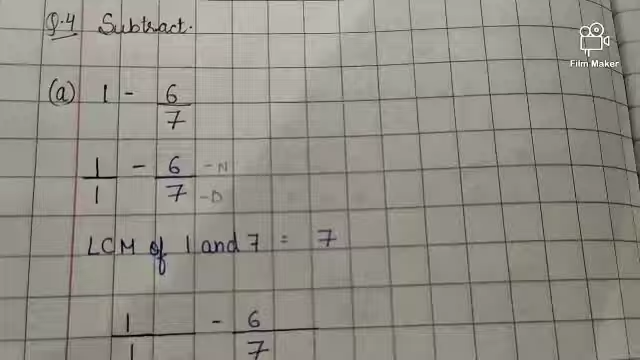 Q.4 Subtract.
Film Maker
(a) 1 - 6/7
1/1 - 6/7 -N -D
LCM of 1 and 7 = 7
1/1 - 6/7